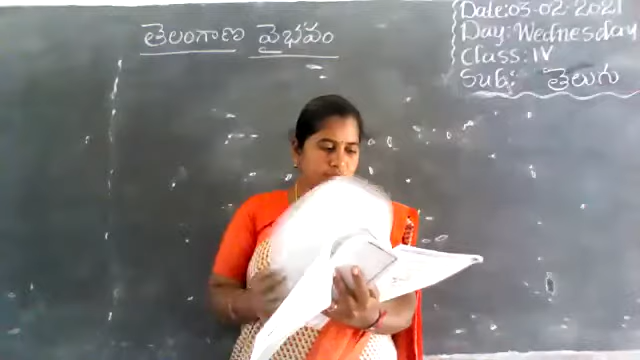 తెలంగాణ వైభవం
Date:03-02-2021
Day: Wednesday
Class: IV
Sub: తెలుగు